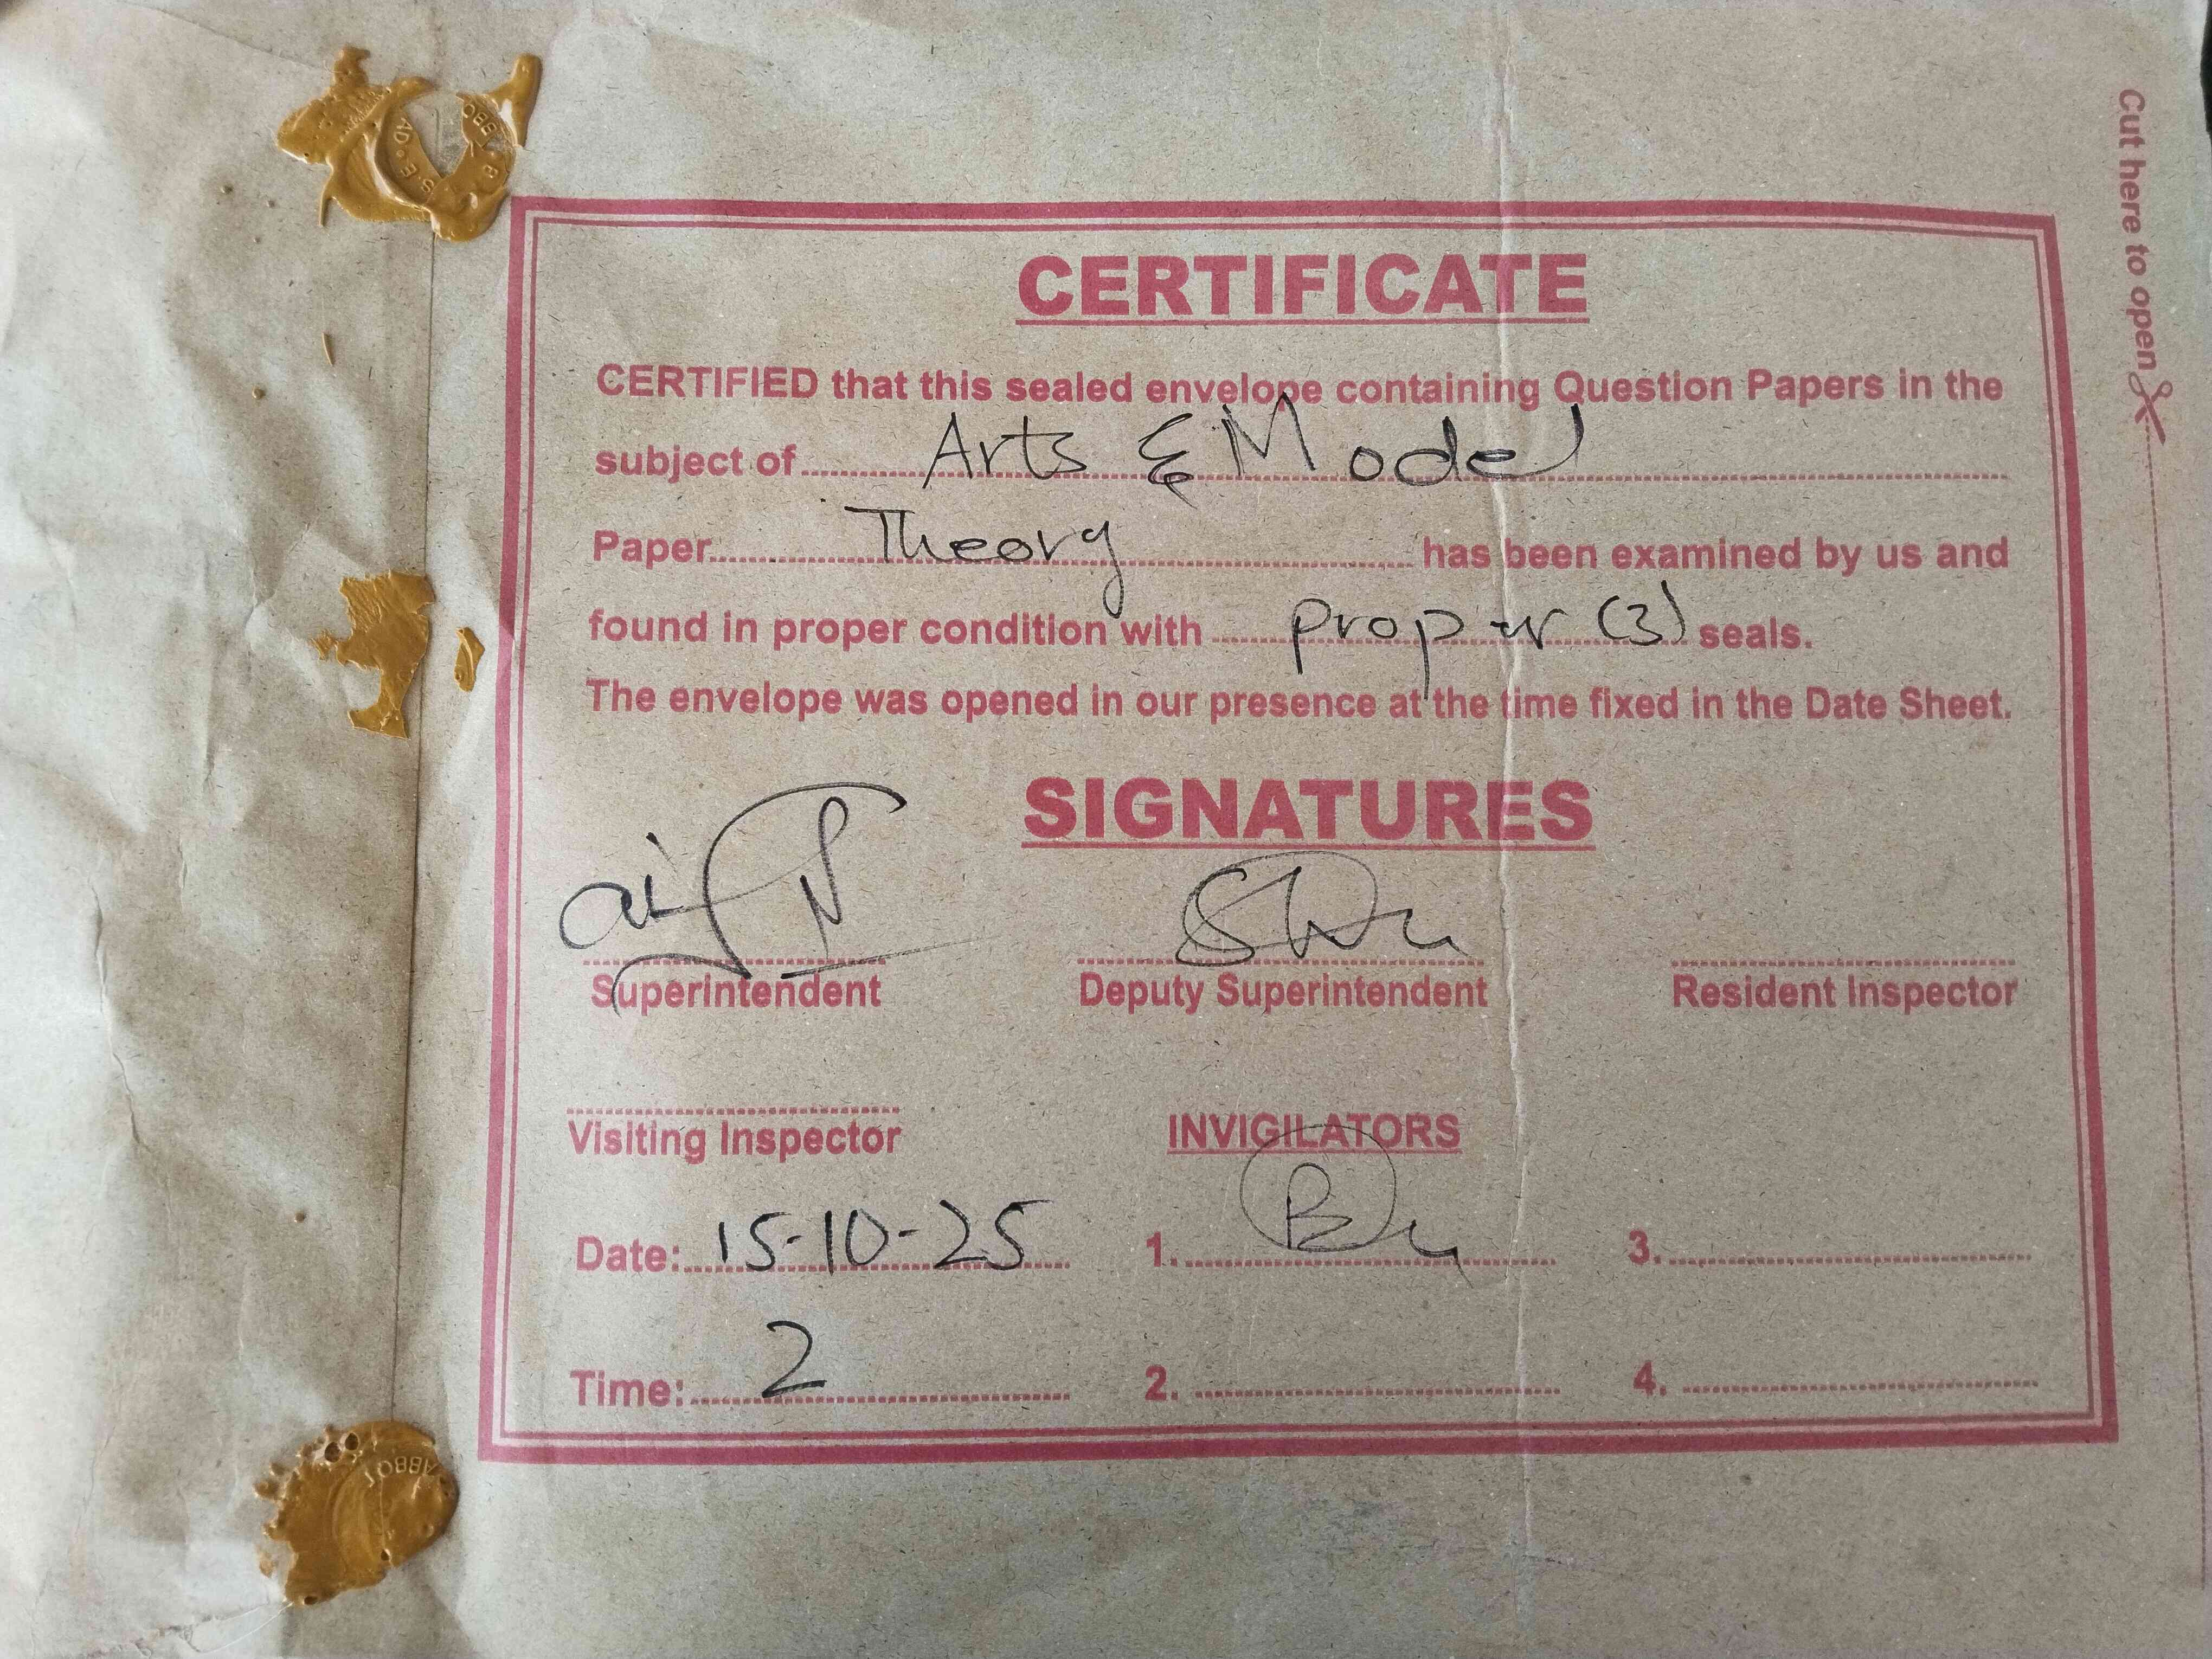 Cut here to open
CERTIFICATE
CERTIFIED that this sealed envelope containing Question Papers in the
subject of Arts & Model
Paper Theory has been examined by us and
found in proper condition with proper (3) seals.
The envelope was opened in our presence at the time fixed in the Date Sheet.
SIGNATURES
Superintendent Deputy Superintendent Resident Inspector
Visiting Inspector INVIGILATORS
Date: 15-10-25 1. 3.
Time: 2 2. 4.